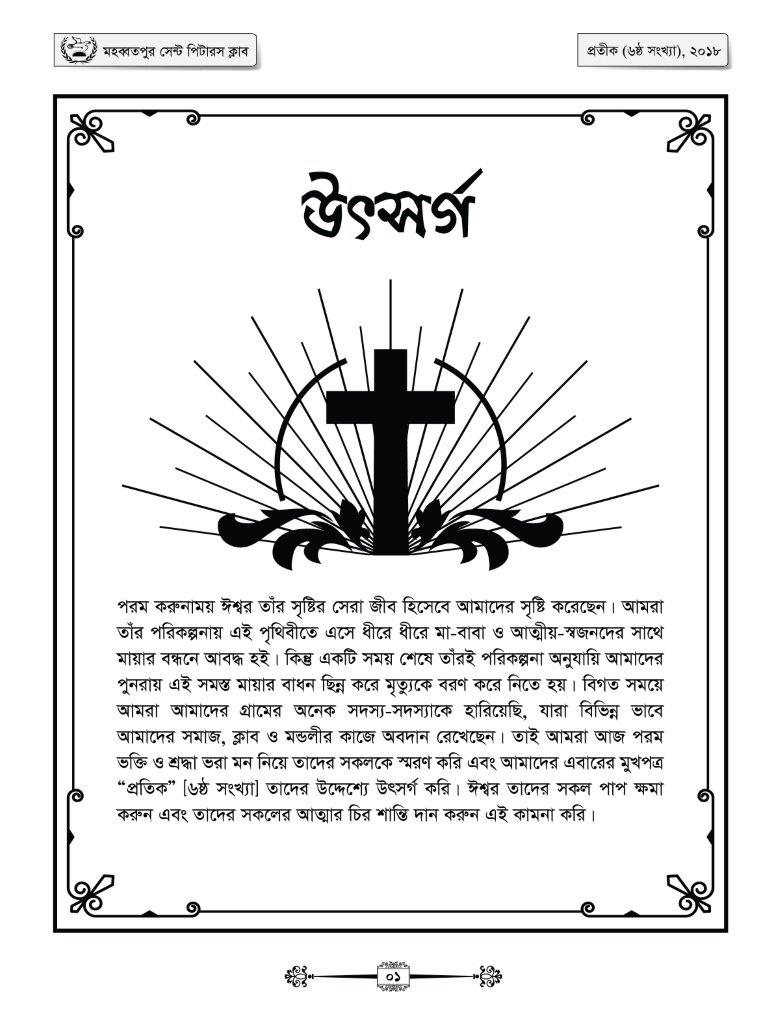 মহব্বতপুর সেন্ট পিটারস ক্লাব
প্রতীক (৬ষ্ঠ সংখ্যা), ২০১৮
উৎসর্গ
পরম করুনাময় ঈশ্বর তাঁর সৃষ্টির সেরা জীব হিসেবে আমাদের সৃষ্টি করেছেন। আমরা
তাঁর পরিকল্পনায় এই পৃথিবীতে এসে ধীরে ধীরে মা-বাবা ও আত্মীয়-স্বজনদের সাথে
মায়ার বন্ধনে আবদ্ধ হই। কিন্তু একটি সময় শেষে তাঁরই পরিকল্পনা অনুযায়ি আমাদের
পুনরায় এই সমস্ত মায়ার বাধন ছিন্ন করে মৃত্যুকে বরণ করে নিতে হয়। বিগত সময়ে
আমরা আমাদের গ্রামের অনেক সদস্য-সদস্যাকে হারিয়েছি, যারা বিভিন্ন ভাবে
আমাদের সমাজ, ক্লাব ও মন্ডলীর কাজে অবদান রেখেছেন। তাই আমরা আজ পরম
ভক্তি ও শ্রদ্ধা ভরা মন নিয়ে তাদের সকলকে স্মরণ করি এবং আমাদের এবারের মুখপত্র
“প্রতিক” [৬ষ্ঠ সংখ্যা] তাদের উদ্দেশ্যে উৎসর্গ করি। ঈশ্বর তাদের সকল পাপ ক্ষমা
করুন এবং তাদের সকলের আত্মার চির শান্তি দান করুন এই কামনা করি।
০১